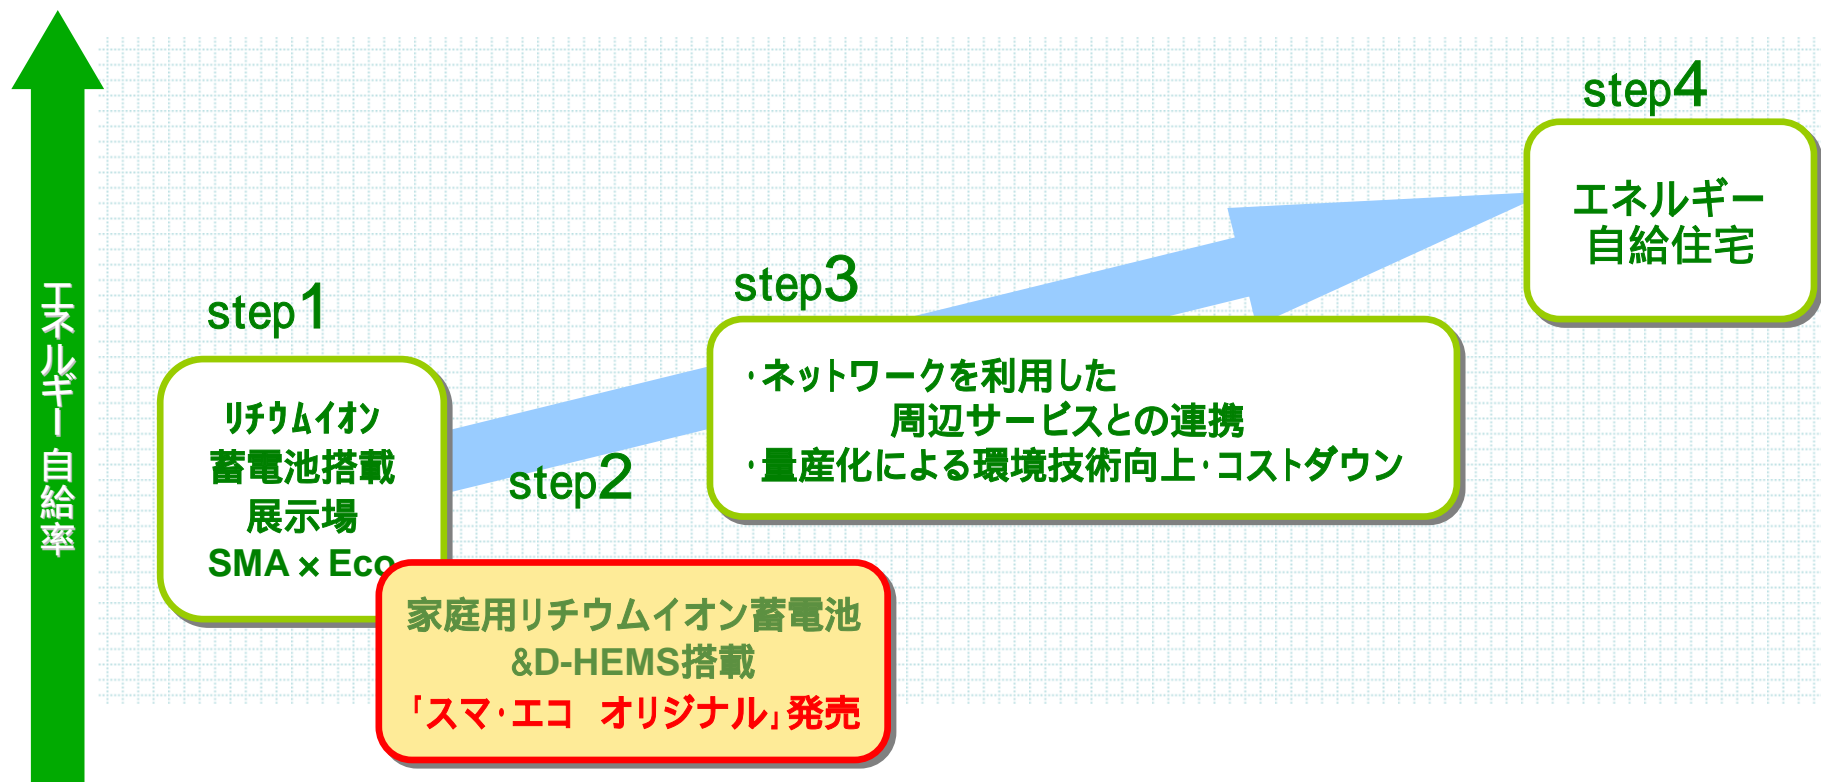 エネルギー自給率
step1
リチウムイオン
蓄電池搭載
展示場
SMA×Eco
step2
家庭用リチウムイオン蓄電池
&D-HEMS搭載
「スマ・エコ　オリジナル」発売
step3
・ネットワークを利用した
周辺サービスとの連携
・量産化による環境技術向上・コストダウン
step4
エネルギー
自給住宅